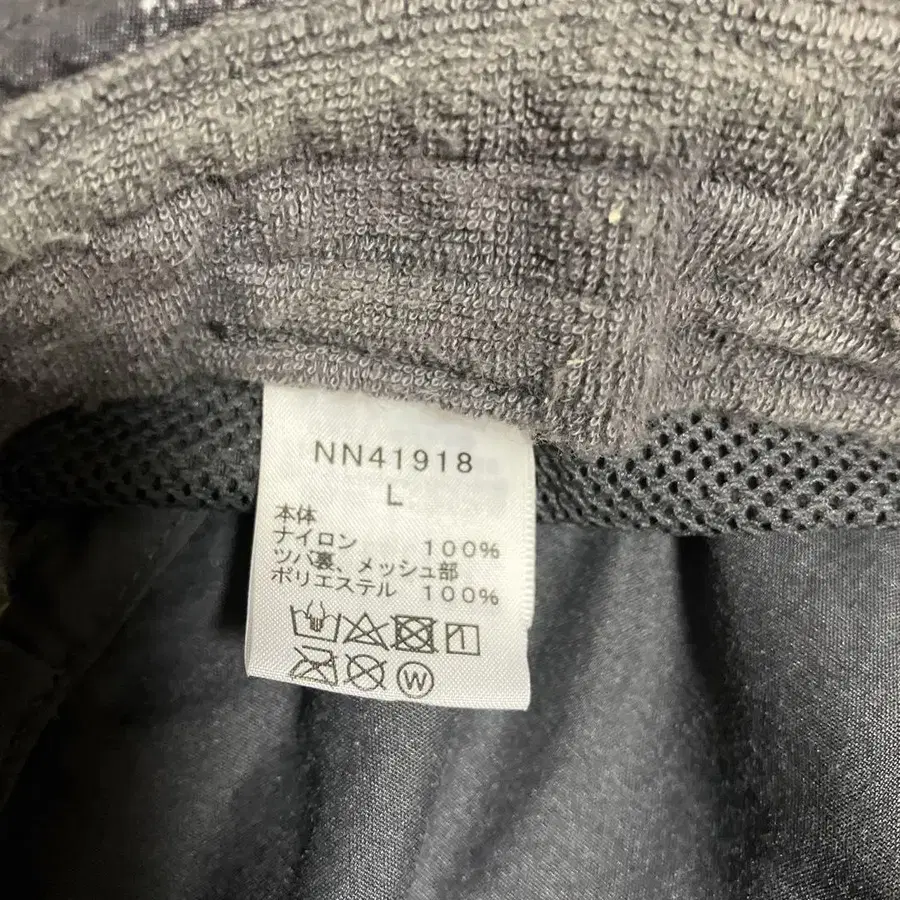 NN41918
L
本体
ナイロン 100%
ツバ裏、メッシュ部
ポリエステル 100%
W